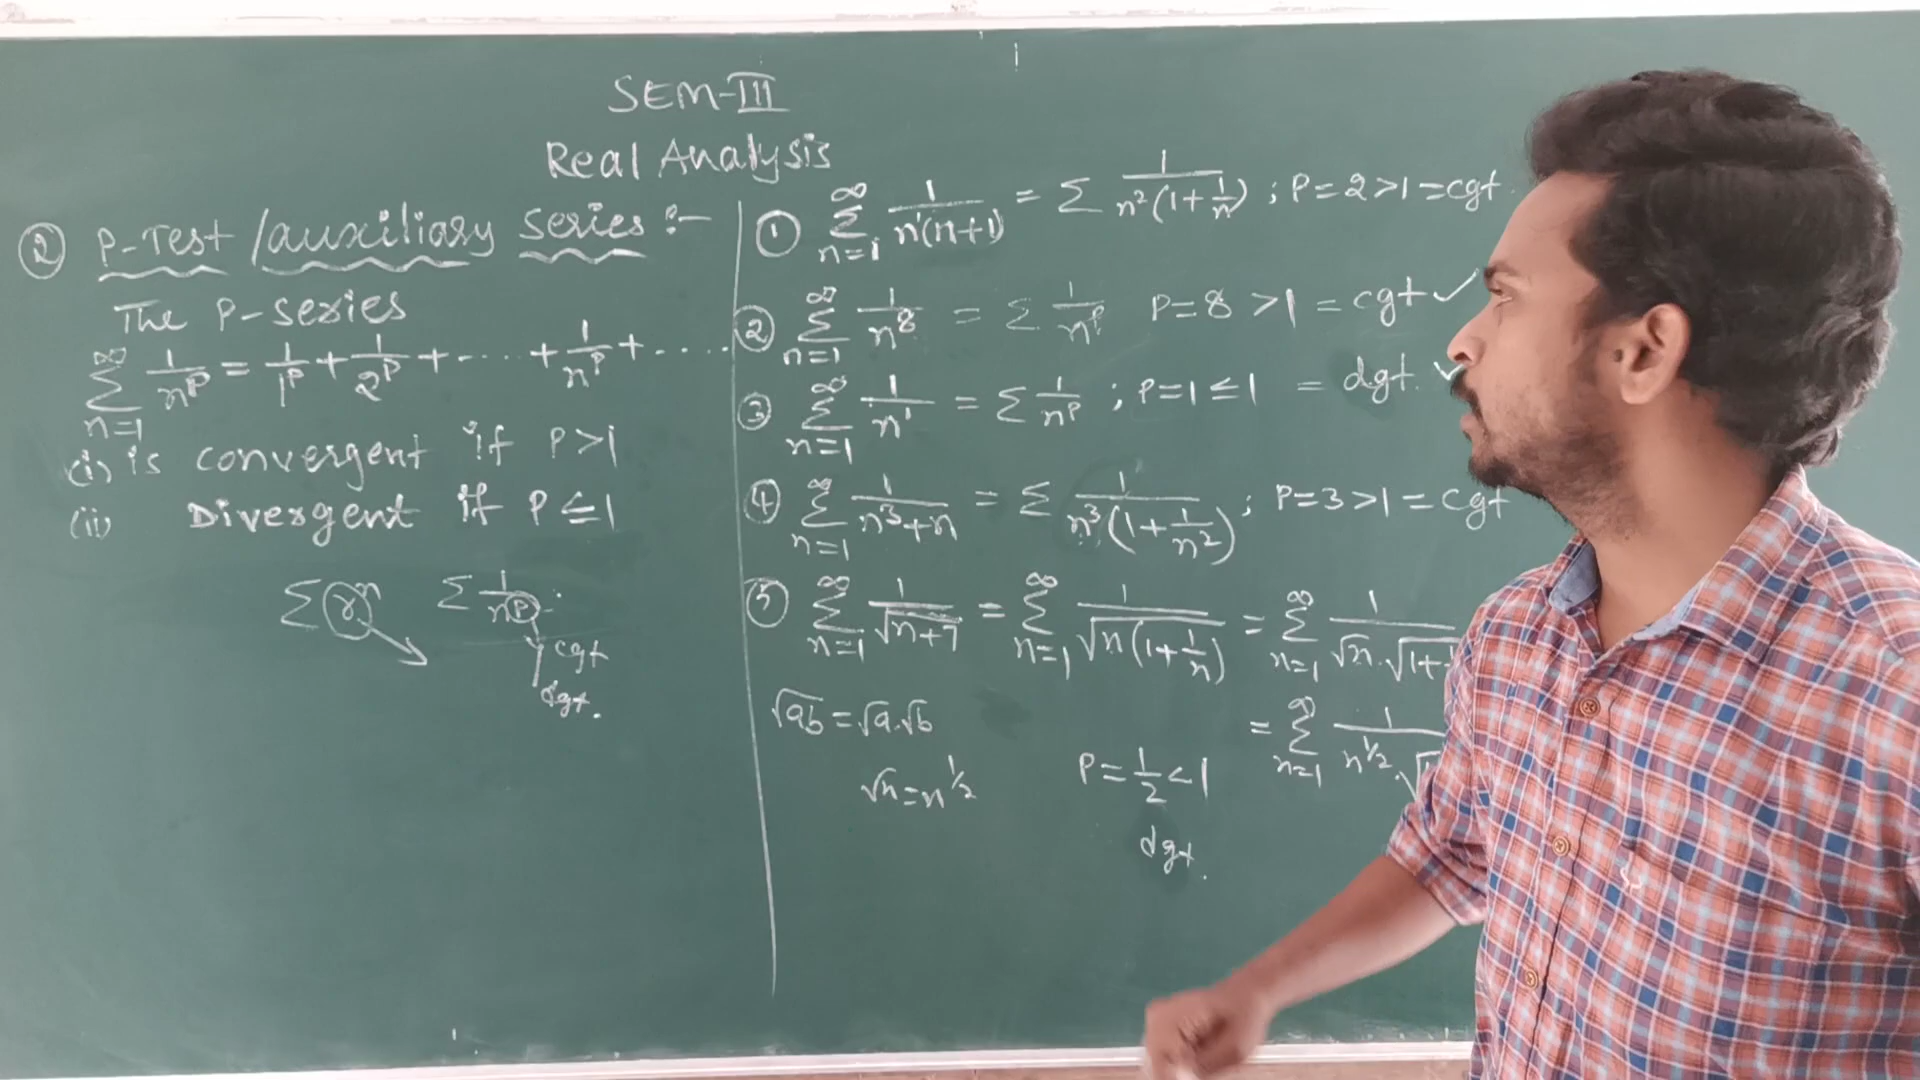 SEM-III
Real Analysis
② P-Test /auxiliary series :-
The P-series
∞ Σ n=1 1/n^p = 1/1^p + 1/2^p + ..... + 1/n^p + .....
(i) is convergent if P>1
(ii) Divergent if P≤1
Σ r^n Σ 1/n^p
cgt
dgt.
① ∞ Σ n=1 1/n'(n+1) = Σ 1/n²(1+1/n) ; P=2>1=cgt
② ∞ Σ n=1 1/n^8 = Σ 1/n^p P=8 >1 = cgt ✓
③ ∞ Σ n=1 1/n' = Σ 1/n^p ; P=1≤1 = dgt.
④ ∞ Σ n=1 1/n³+n = Σ 1/n³(1+1/n²) ; P=3>1=cgt
⑤ ∞ Σ n=1 1/√n+7 = ∞ Σ n=1 1/√n(1+1/n) = ∞ Σ n=1 1/√n.√1+
√ab = √a.√b
= ∞ Σ n=1 1/n^1/2.√
√n = n^1/2
P=1/2<1
dgt.